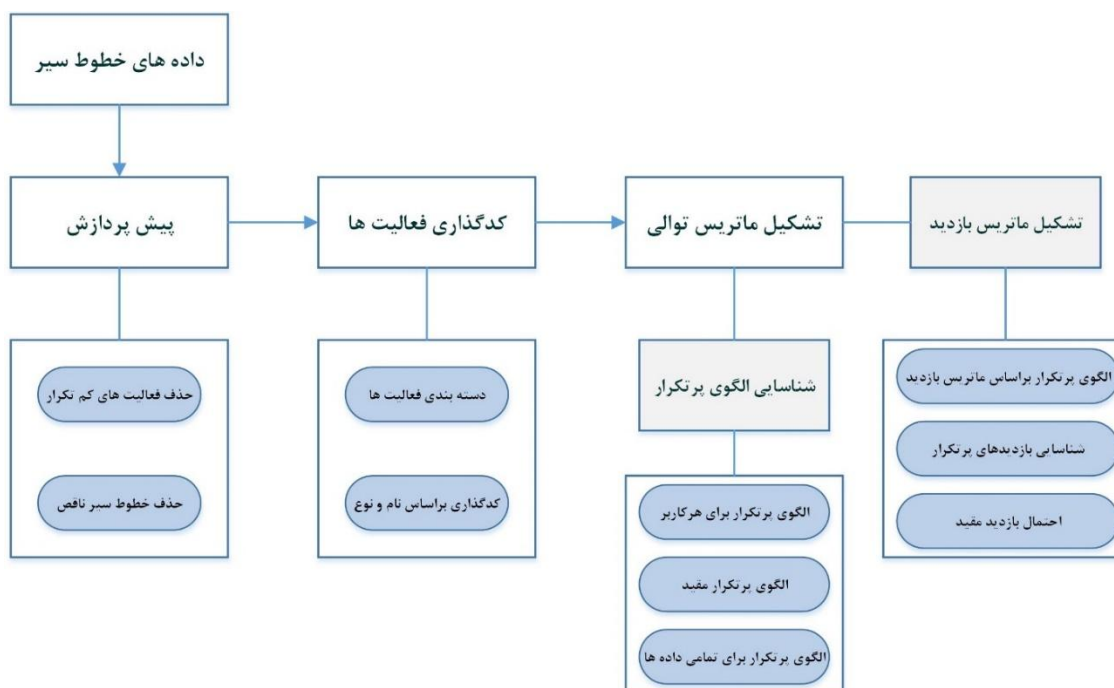 داده های خطوط سیر
پیش پردازش
کدگذاری فعالیت ها
تشکیل ماتریس توالی
تشکیل ماتریس بازدید
حذف فعالیت های کم تکرار
حذف خطوط سیر ناقص
دسته بندی فعالیت ها
کدگذاری براساس نام و نوع
شناسایی الگوی پرتکرار
الگوی پرتکرار برای هرکاربر
الگوی پرتکرار مقید
الگوی پرتکرار برای تمامی داده ها
الگوی پرتکرار براساس ماتریس بازدید
شناسایی بازدیدهای پرتکرار
احتمال بازدید مقید